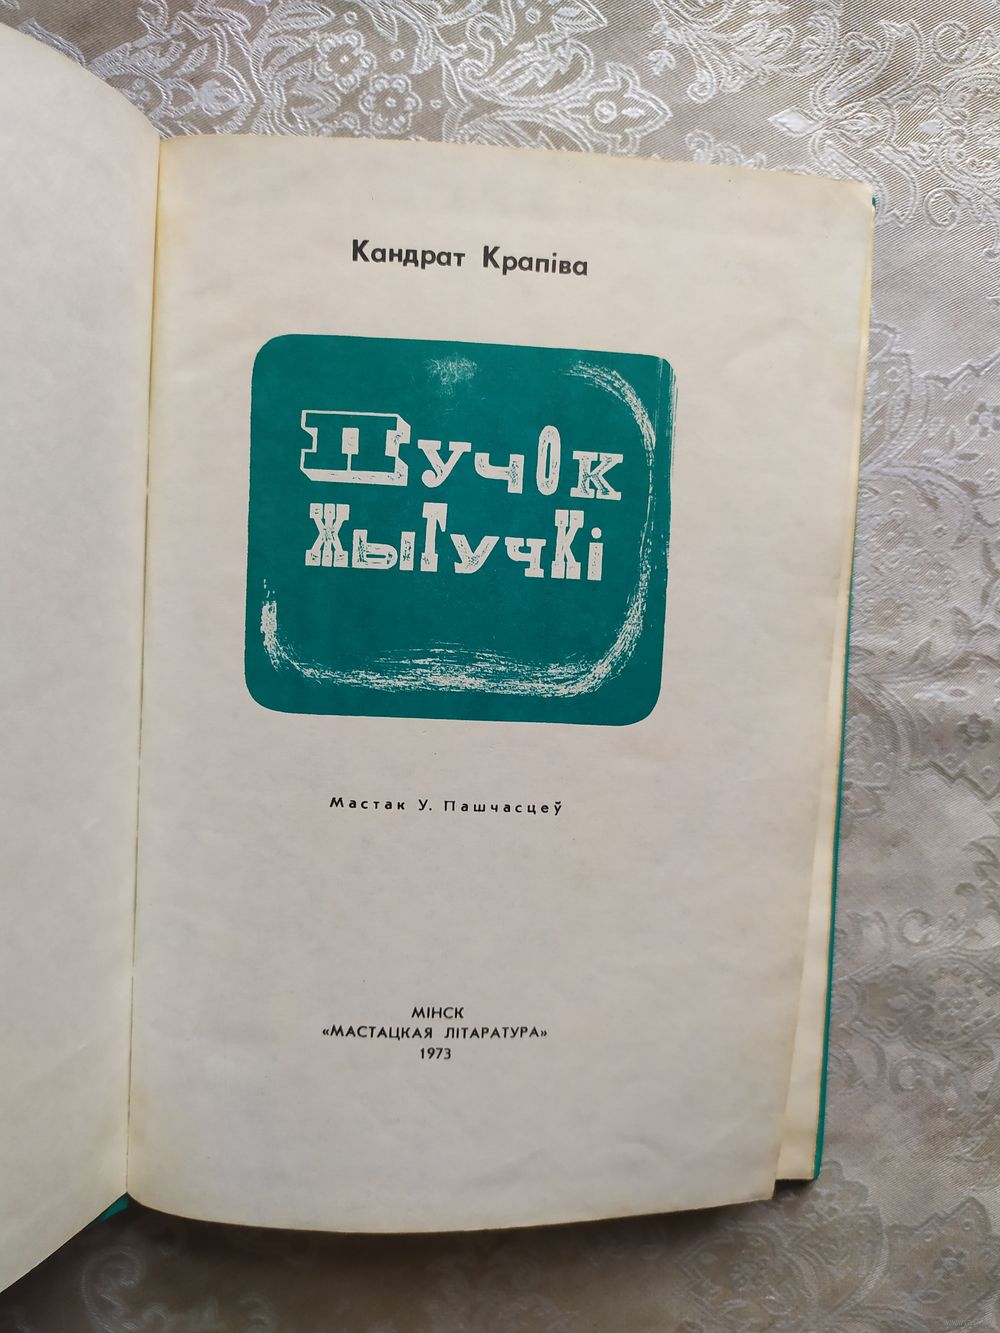 Кандрат Крапіва
Пучок
жыгучкі
Мастак У. Пашчасцеў
МІНСК
«МАСТАЦКАЯ ЛІТАРАТУРА»
1973